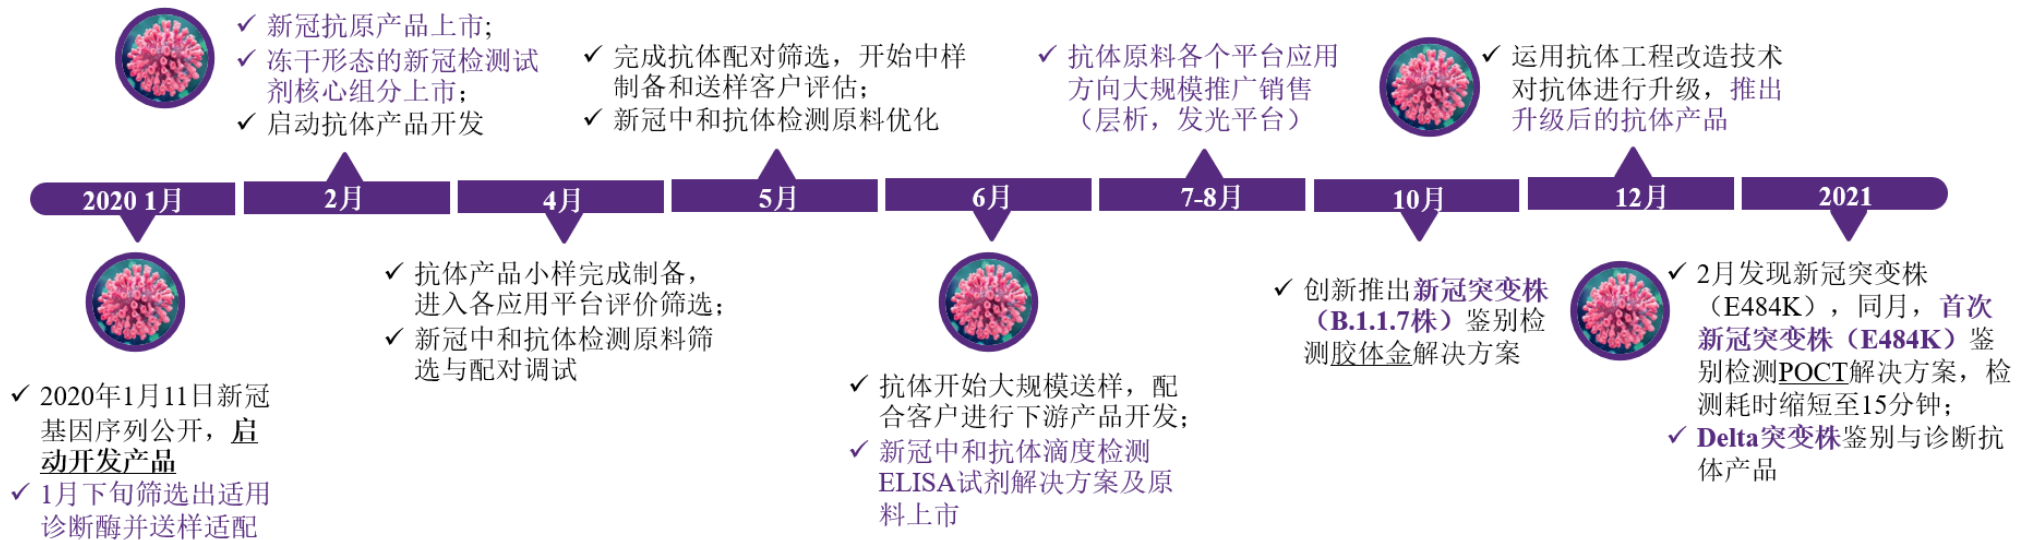 新冠抗原产品上市;
冻干形态的新冠检测试
剂核心组分上市；
启动抗体产品开发
完成抗体配对筛选，开始中样
制备和送样客户评估；
新冠中和抗体检测原料优化
抗体原料各个平台应用
方向大规模推广销售
（层析，发光平台）
运用抗体工程改造技术
对抗体进行升级，推出
升级后的抗体产品
2020 1月
2月
4月
5月
6月
7-8月
10月
12月
2021
2020年1月11日新冠
基因序列公开，启
动开发产品
1月下旬筛选出适用
诊断酶并送样适配
抗体产品小样完成制备，
进入各应用平台评价筛选；
新冠中和抗体检测原料筛
选与配对调试
抗体开始大规模送样，配
合客户进行下游产品开发；
新冠中和抗体滴度检测
ELISA试剂解决方案及原
料上市
创新推出新冠突变株
（B.1.1.7株）鉴别检
测胶体金解决方案
2月发现新冠突变株
（E484K），同月，首次
新冠突变株（E484K）鉴
别检测POCT解决方案，检
测耗时缩短至15分钟；
Delta突变株鉴别与诊断抗
体产品